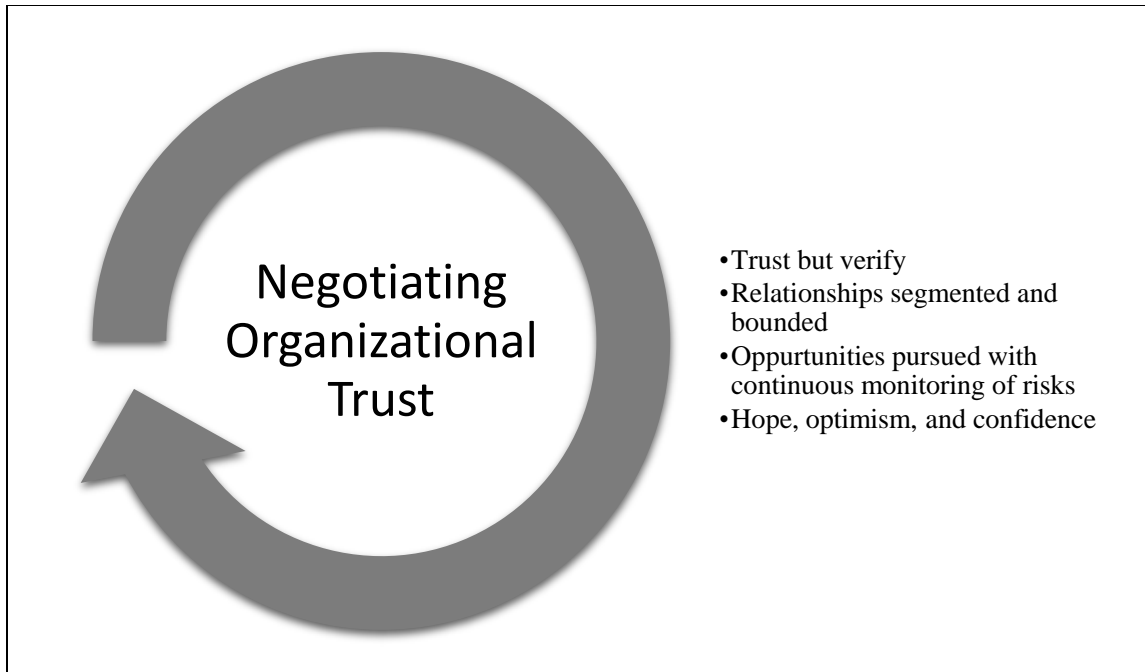 Negotiating
Organizational
Trust
•Trust but verify
•Relationships segmented and
bounded
•Oppurtunities pursued with
continuous monitoring of risks
•Hope, optimism, and confidence